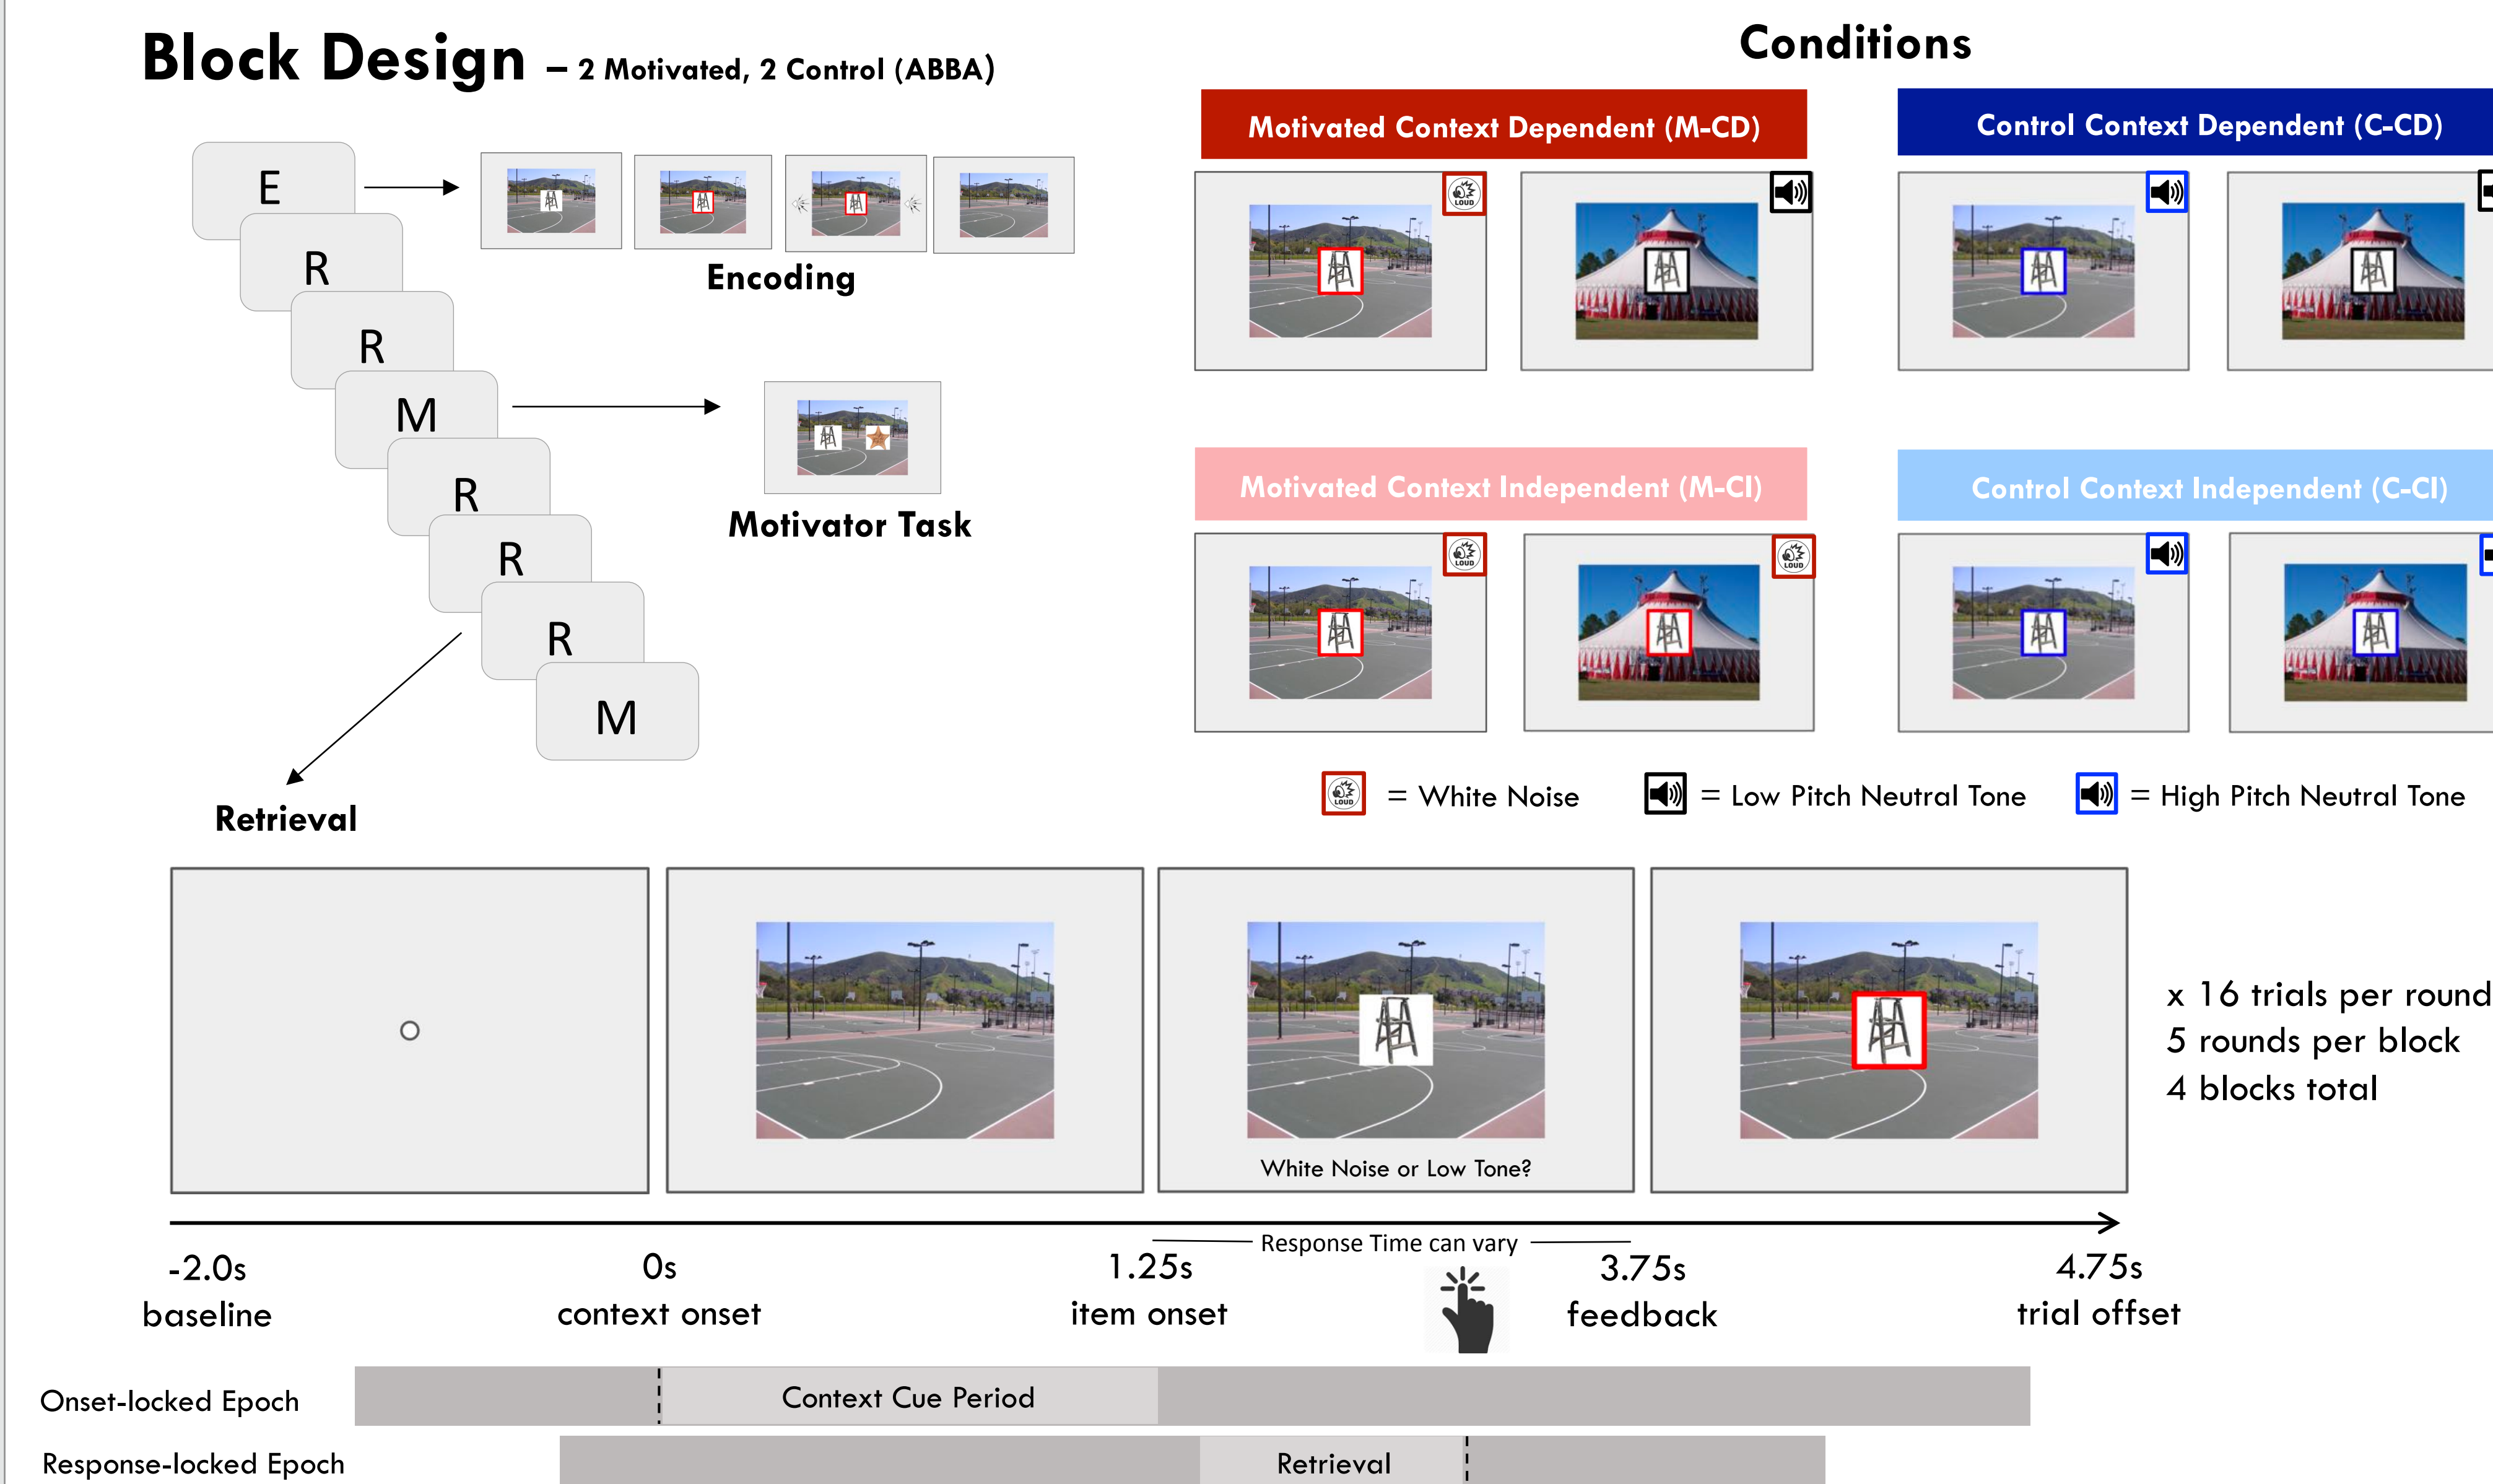 Block Design – 2 Motivated, 2 Control (ABBA)
E
R
R
M
R
R
R
M
Encoding
Motivator Task
Retrieval
Conditions
Motivated Context Dependent (M-CD)
Control Context Dependent (C-CD)
LOUD
Motivated Context Independent (M-CI)
Control Context Independent (C-CI)
LOUD
LOUD
LOUD = White Noise
= Low Pitch Neutral Tone
= High Pitch Neutral Tone
White Noise or Low Tone?
x 16 trials per round
5 rounds per block
4 blocks total
Response Time can vary
-2.0s
baseline
0s
context onset
1.25s
item onset
3.75s
feedback
4.75s
trial offset
Onset-locked Epoch
Context Cue Period
Response-locked Epoch
Retrieval